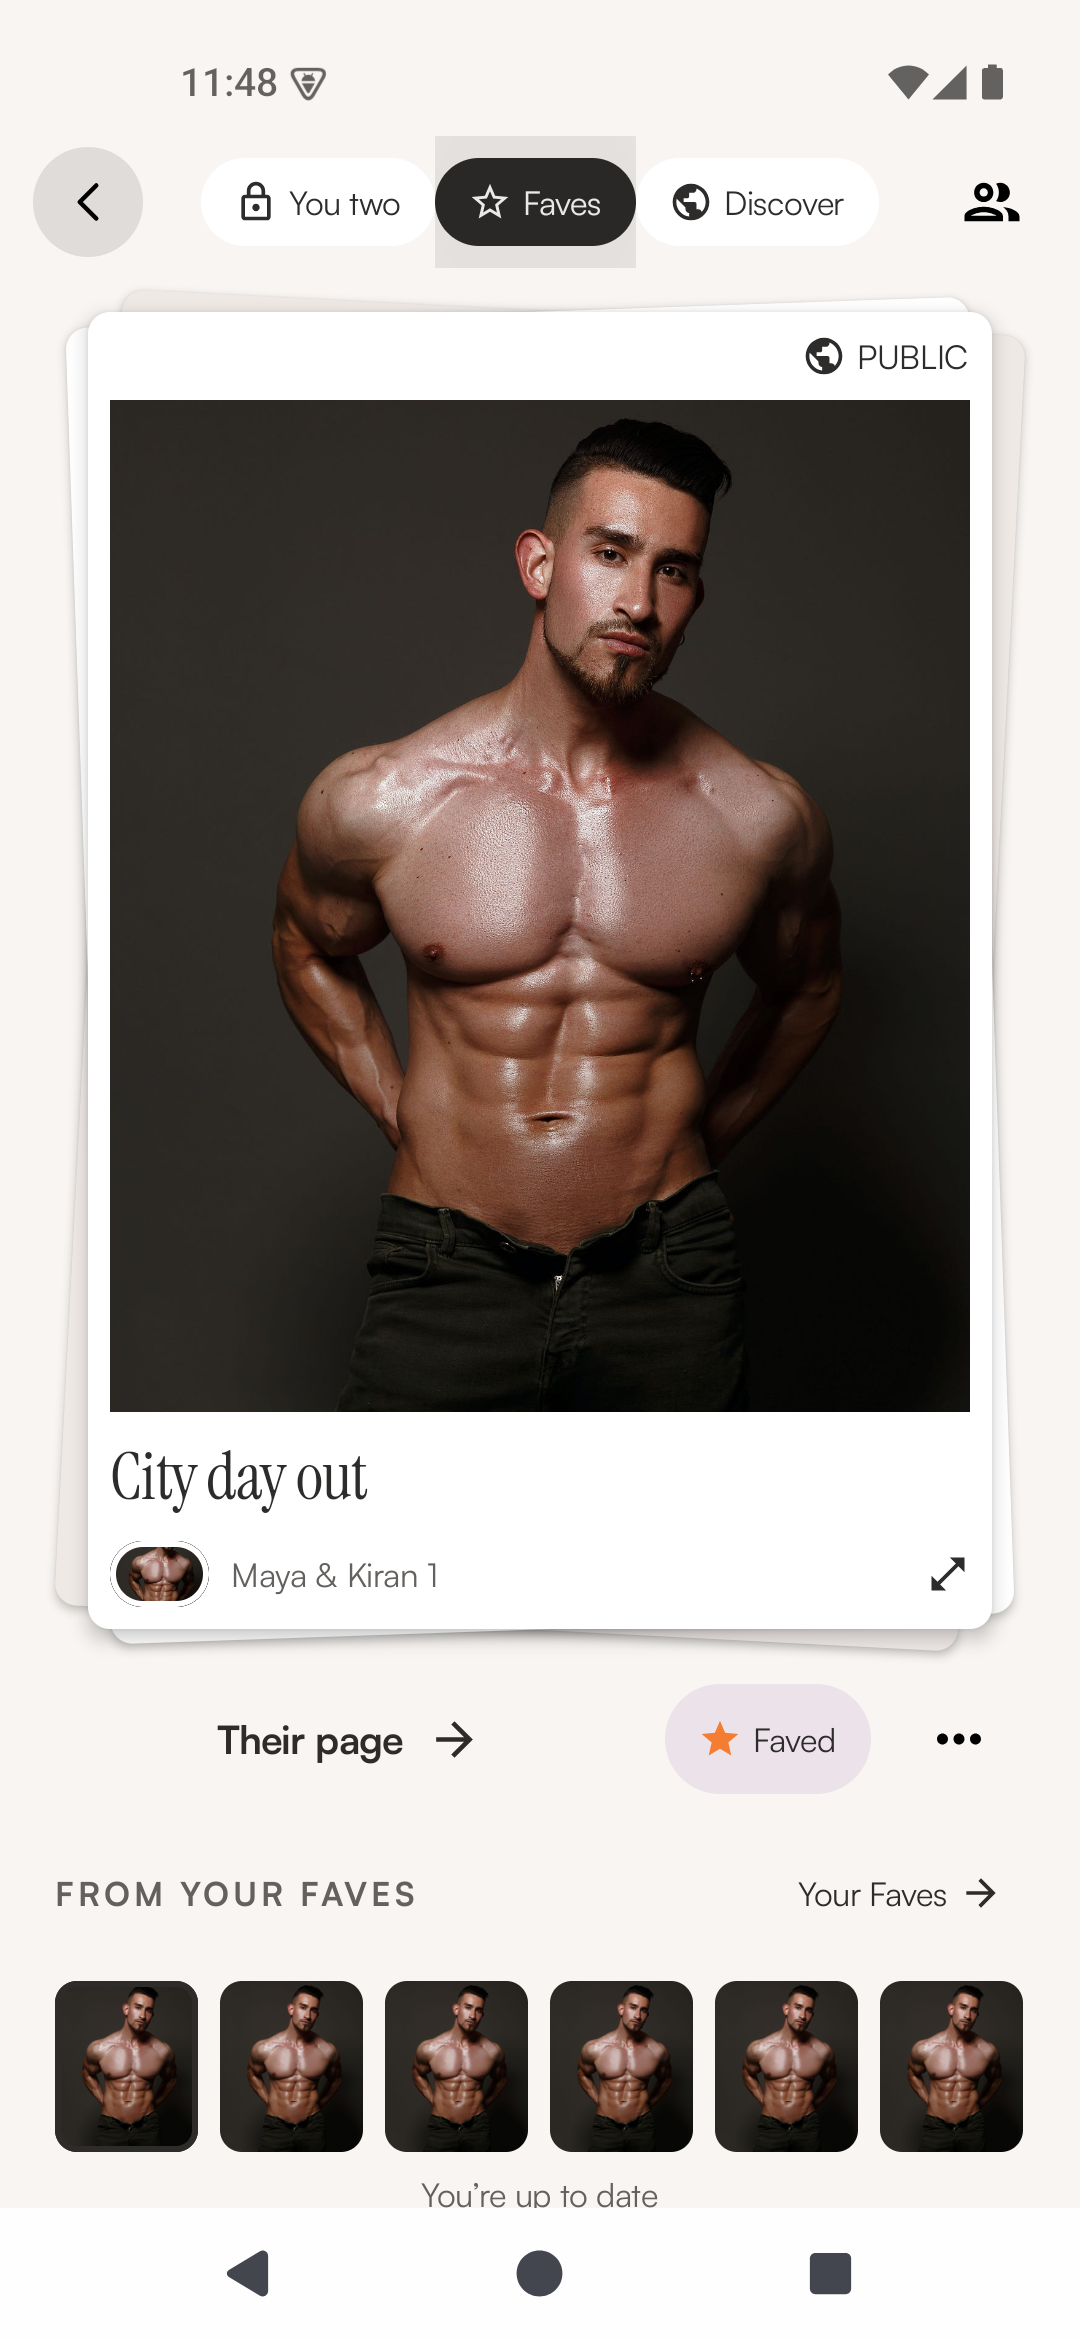 11:48
You two
Faves
Discover
PUBLIC
City day out
Maya & Kiran 1
Their page
Faved
FROM YOUR FAVES
Your Faves
You're up to date